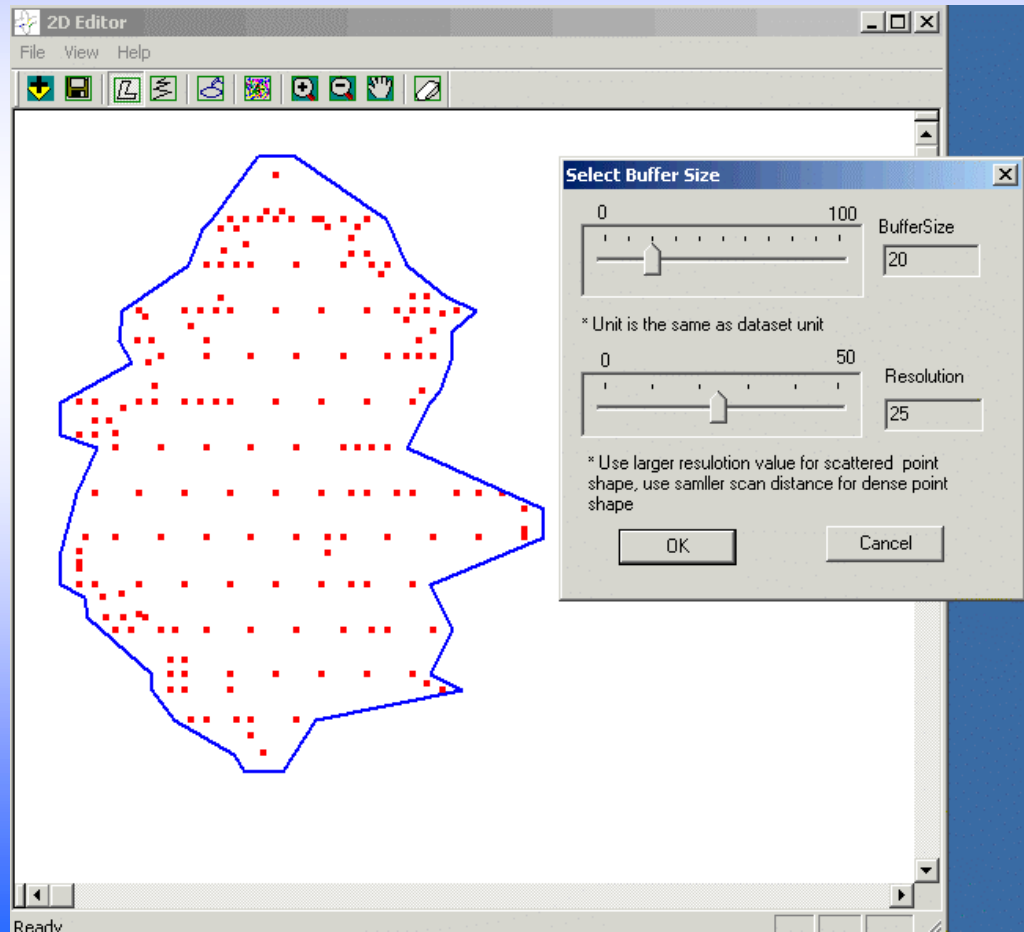 2D Editor
File View Help
Select Buffer Size
0 100
BufferSize
20
* Unit is the same as dataset unit
0 50
Resolution
25
* Use larger resulotion value for scattered point
shape, use samller scan distance for dense point
shape
OK Cancel
Ready